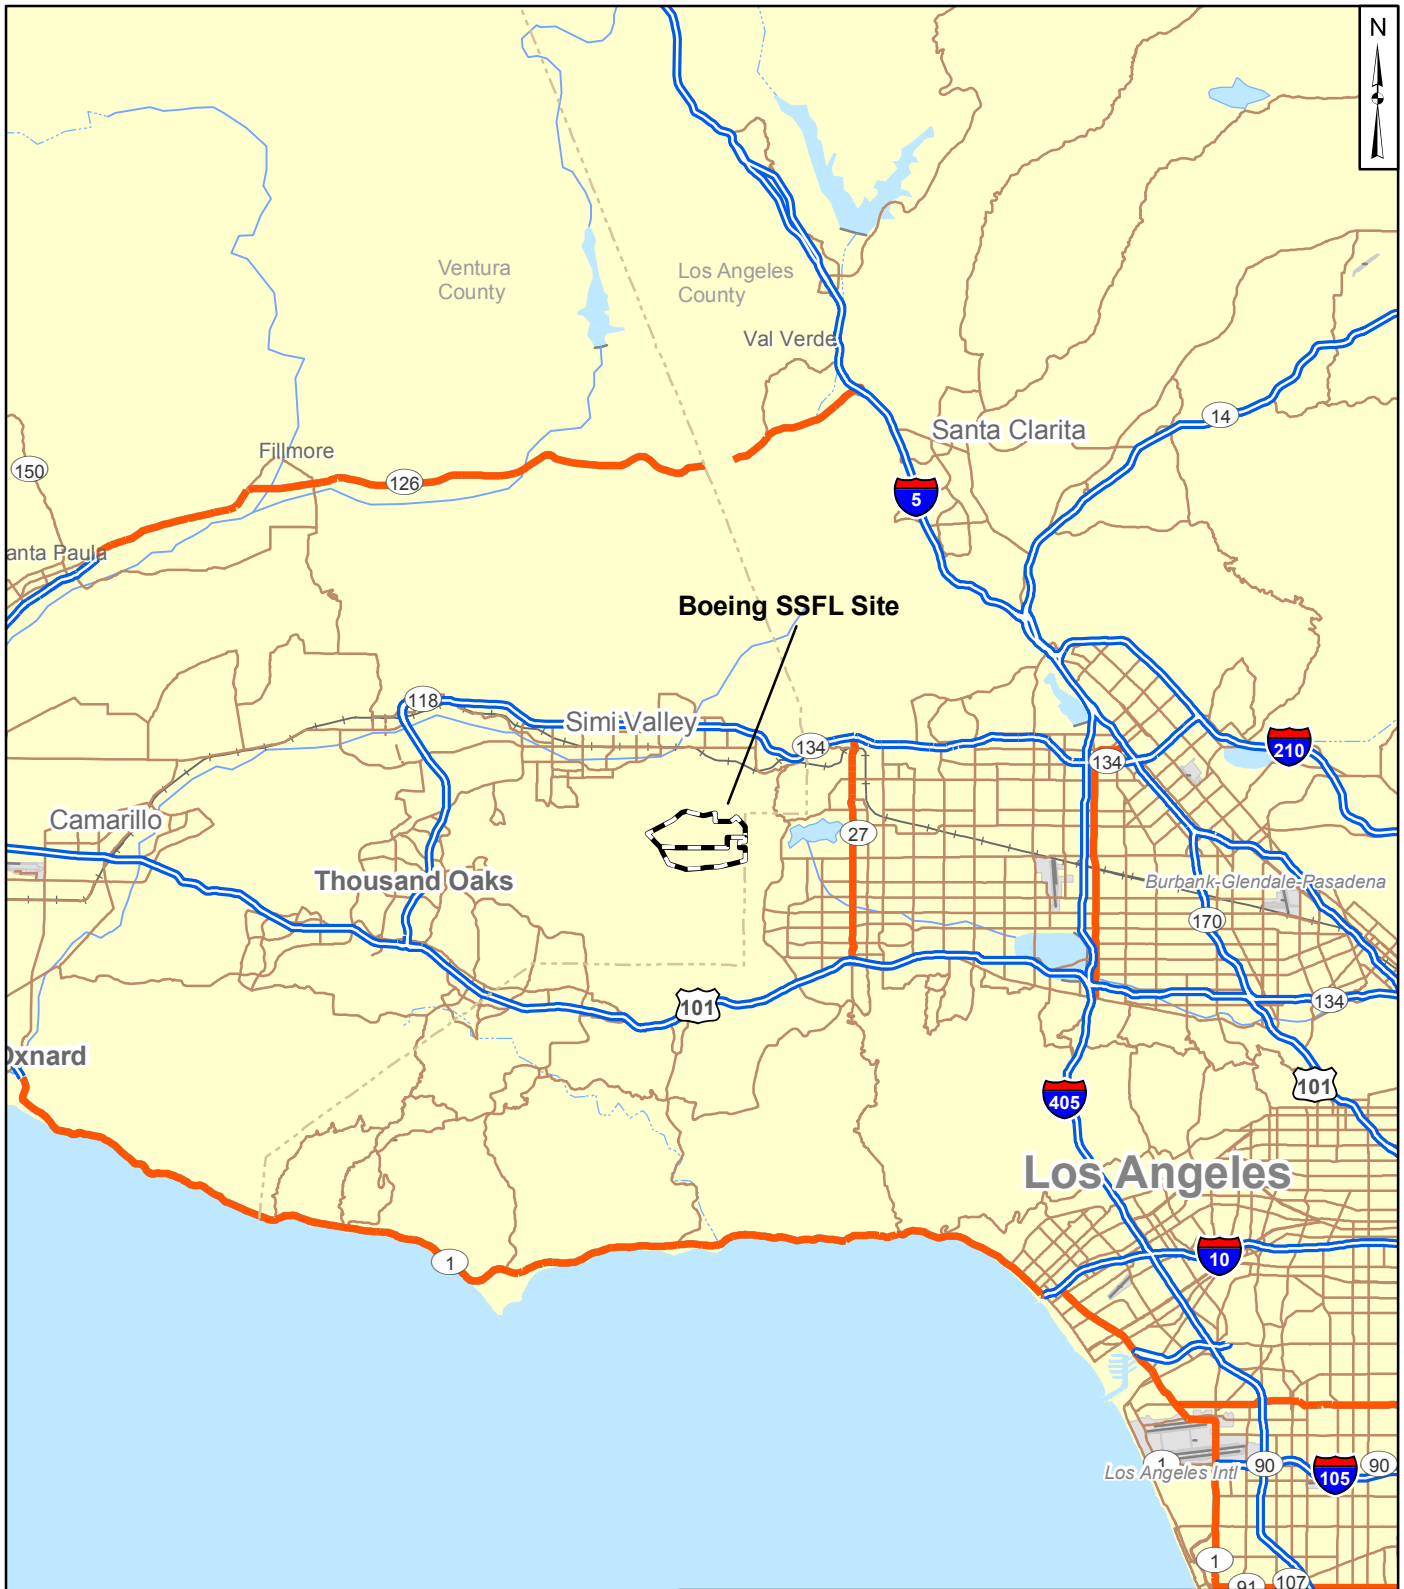 N
Ventura
County
Los Angeles
County
Val Verde
14
Santa Clarita
Fillmore
150
126
5
anta Paula
Boeing SSFL Site
118
Simi Valley
134
134
210
Camarillo
27
Thousand Oaks
Burbank-Glendale-Pasadena
170
101
134
Oxnard
101
405
Los Angeles
1
10
1
Los Angeles Intl
90
105
90
1
91
107